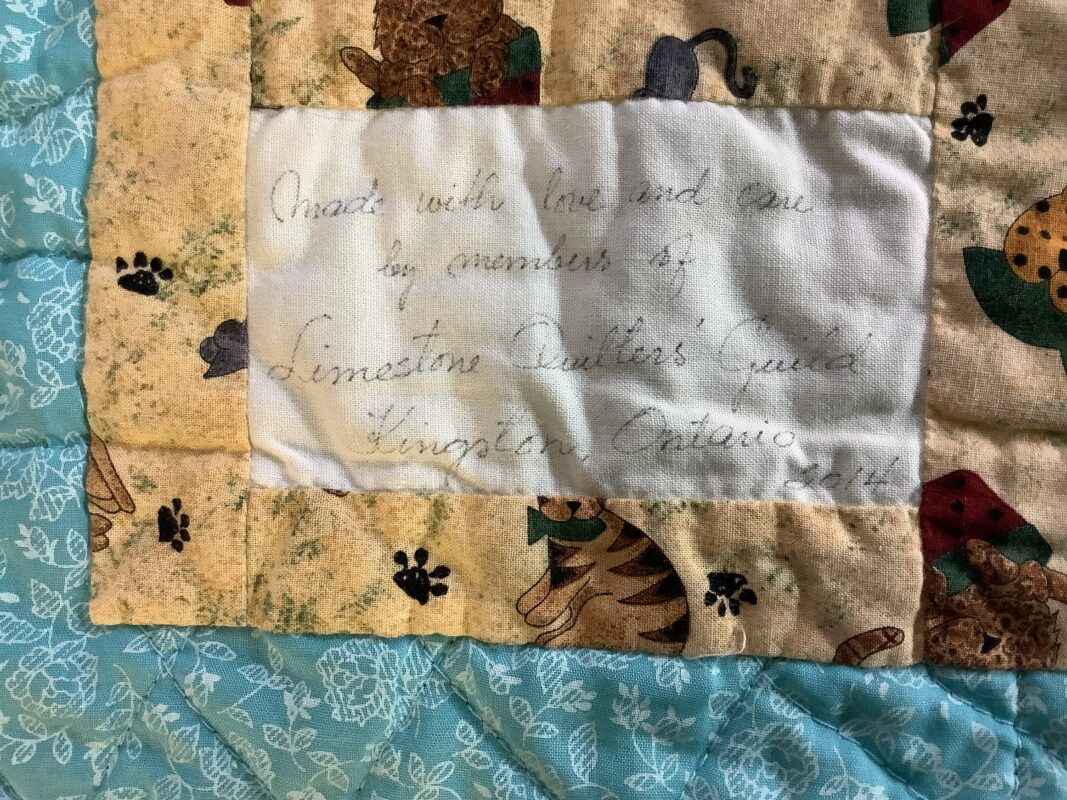 Made with love and care
by members of
Limestone Quilters' Guild
Kingston, Ontario
2014